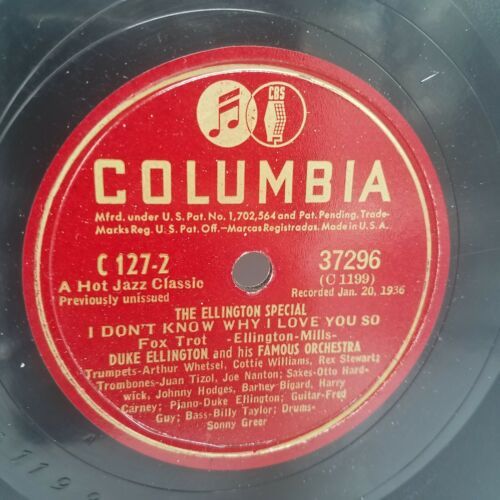 CBS
COLUMBIA
Mfrd. under U.S. Pat. No. 1,702,564 and Pat. Pending. Trade-
Marks Reg. U.S. Pat. Off.-Marcas Registradas. Made in U.S.A.
C 127-2 37296
A Hot Jazz Classic (C 1199)
Previously unissued Recorded Jan. 20, 1936
THE ELLINGTON SPECIAL
I DON'T KNOW WHY I LOVE YOU SO
Fox Trot -Ellington-Mills-
DUKE ELLINGTON and his FAMOUS ORCHESTRA
Trumpets-Arthur Whetsel, Cottie Williams, Rex Stewart;
Trombones-Juan Tizol, Joe Nanton; Saxes-Otto Hard-
wick, Johnny Hodges, Barney Bigard, Harry
Carney; Piano-Duke Ellington; Guitar-Fred
Guy; Bass-Billy Taylor; Drums-
Sonny Greer